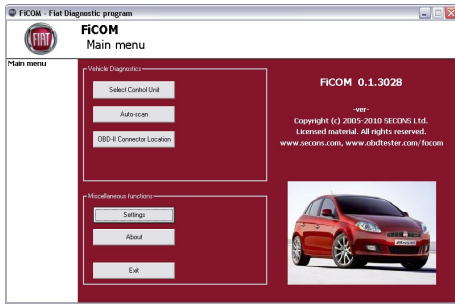 FiCOM - Fiat Diagnostic program
FIAT
FiCOM
Main menu
Main menu
Vehicle Diagnostics
Select Control Unit
Auto-scan
OBD-II Connector Location
Miscellaneous functions
Settings
About
Exit
FiCOM 0.1.3028
-ver-
Copyright (c) 2005-2010 SECONS Ltd.
Licensed material. All rights reserved.
www.secons.com, www.obdtester.com/focom